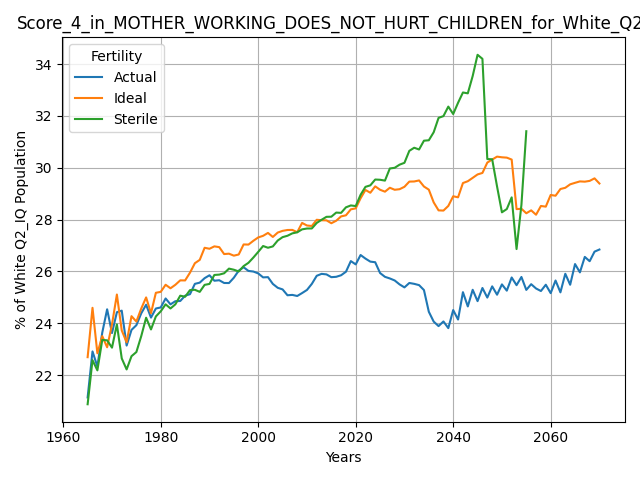 Score_4_in_MOTHER_WORKING_DOES_NOT_HURT_CHILDREN_for_White_Q2
Fertility
Actual
Ideal
Sterile
% of White Q2_IQ Population
34
32
30
28
26
24
22
1960 1980 2000 2020 2040 2060
Years